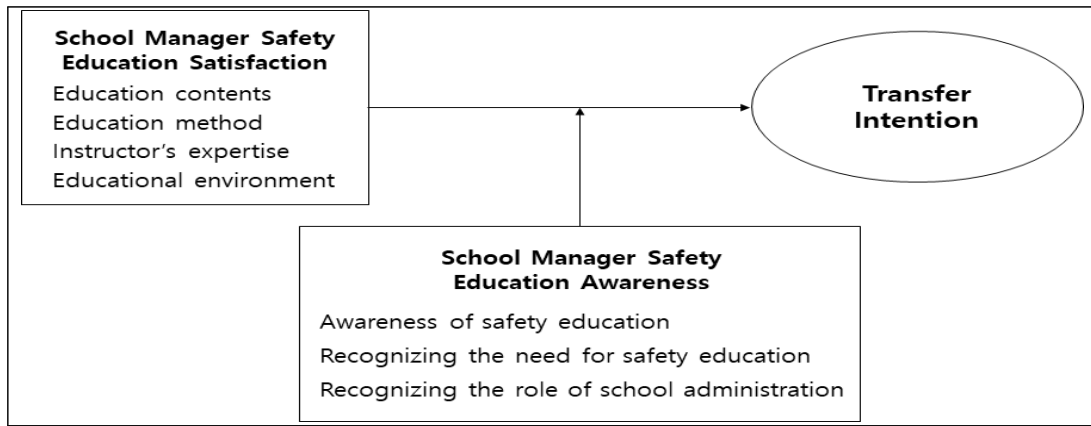 School Manager Safety
Education Satisfaction
Education contents
Education method
Instructor's expertise
Educational environment
Transfer
Intention
School Manager Safety
Education Awareness
Awareness of safety education
Recognizing the need for safety education
Recognizing the role of school administration